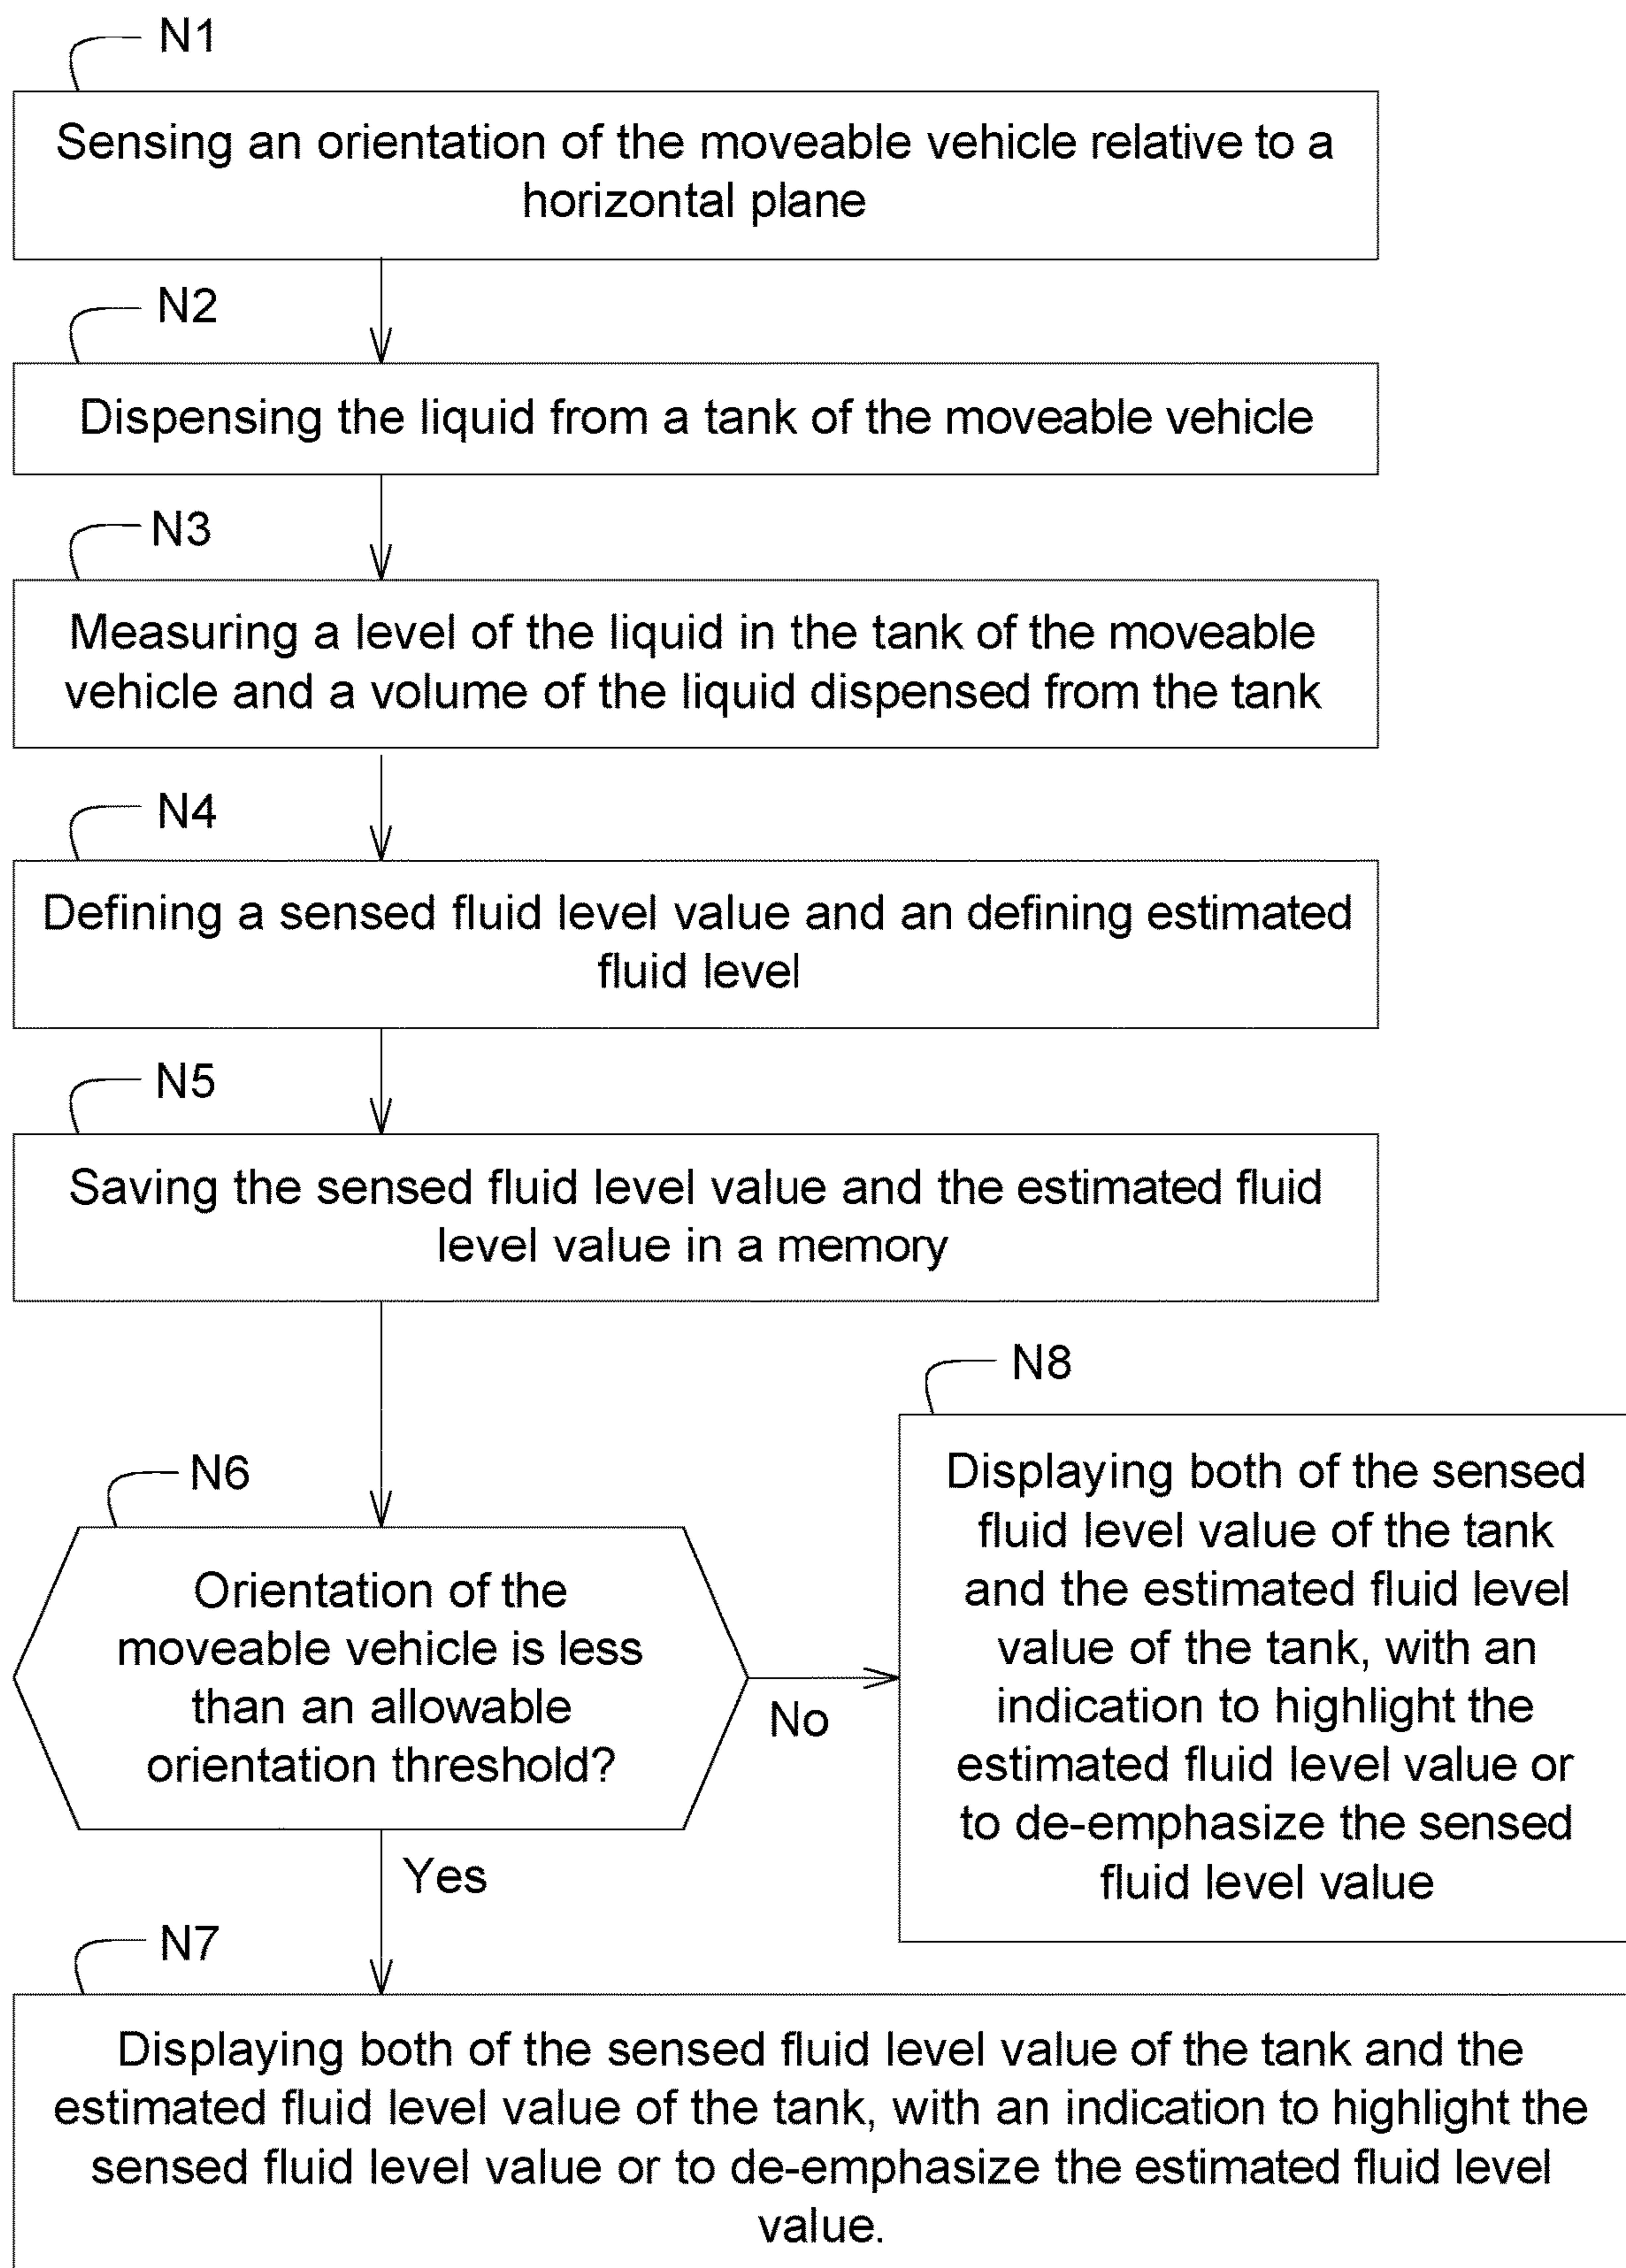 N1
Sensing an orientation of the moveable vehicle relative to a
horizontal plane
N2
Dispensing the liquid from a tank of the moveable vehicle
N3
Measuring a level of the liquid in the tank of the moveable
vehicle and a volume of the liquid dispensed from the tank
N4
Defining a sensed fluid level value and an defining estimated
fluid level
N5
Saving the sensed fluid level value and the estimated fluid
level value in a memory
N6
Orientation of the
moveable vehicle is less
than an allowable
orientation threshold?
No
Yes
N8
Displaying both of the sensed
fluid level value of the tank
and the estimated fluid level
value of the tank, with an
indication to highlight the
estimated fluid level value or
to de-emphasize the sensed
fluid level value
N7
Displaying both of the sensed fluid level value of the tank and the
estimated fluid level value of the tank, with an indication to highlight the
sensed fluid level value or to de-emphasize the estimated fluid level
value.